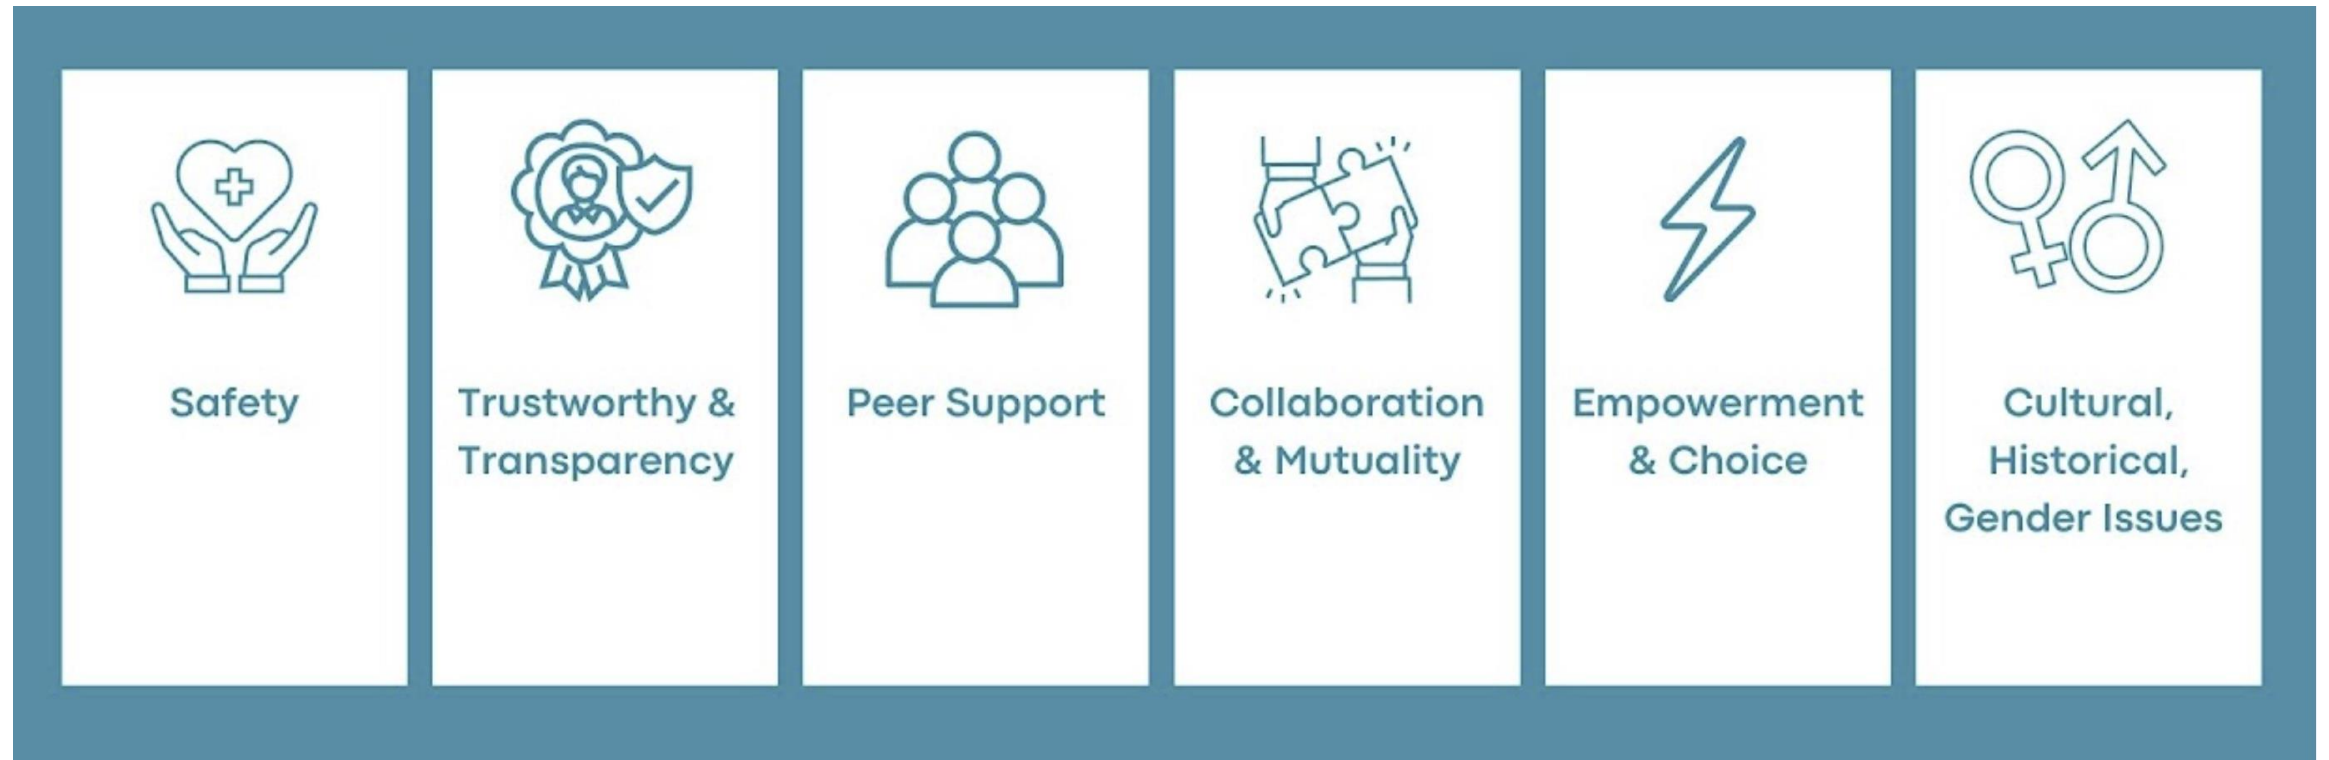 Safety
Trustworthy &
Transparency
Peer Support
Collaboration
& Mutuality
Empowerment
& Choice
Cultural,
Historical,
Gender Issues